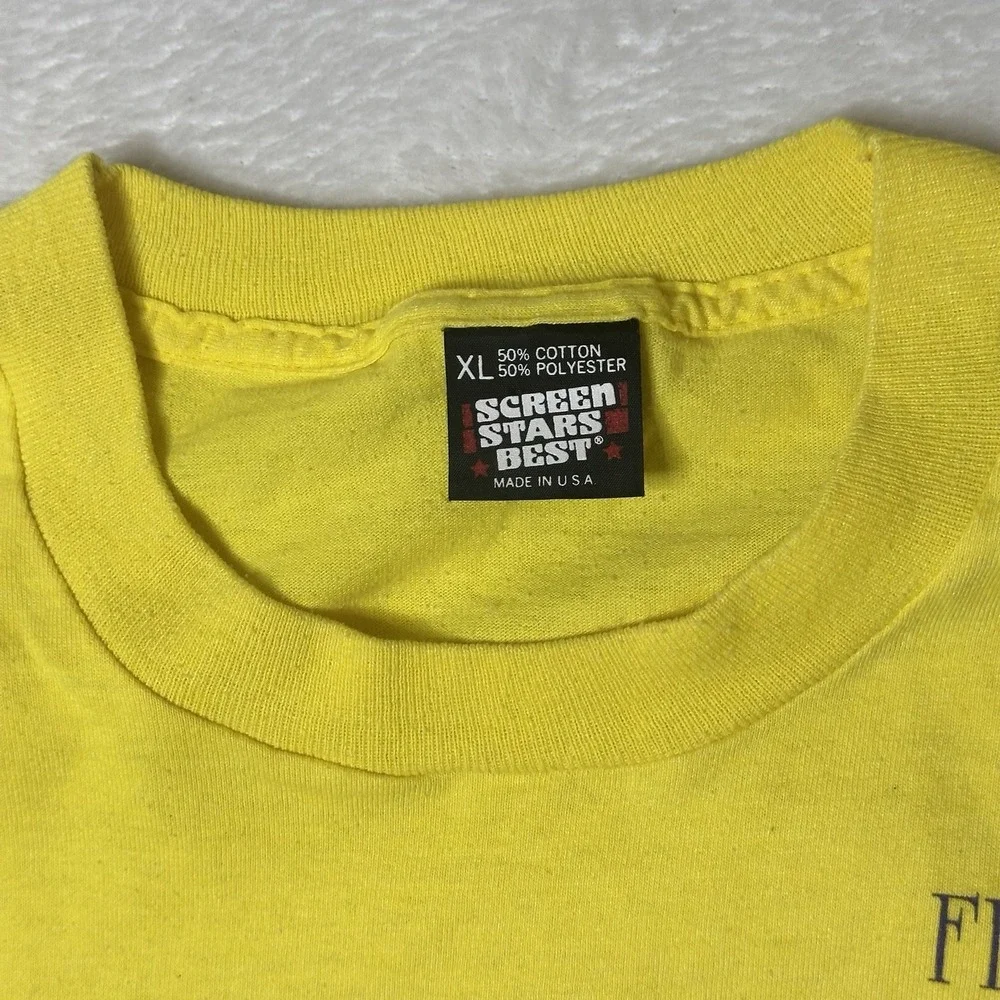 XL 50% COTTON
50% POLYESTER
SCREEN
STARS
BEST®
MADE IN U S A